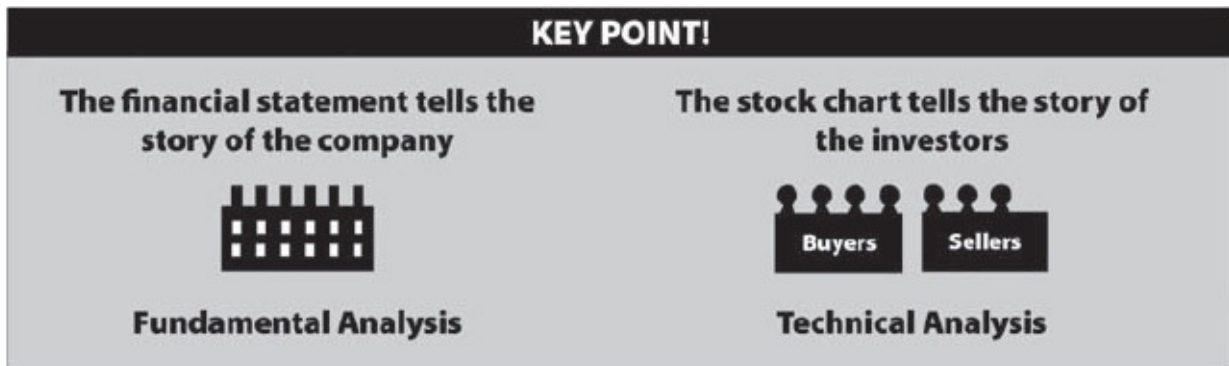 KEY POINT!
The financial statement tells the
story of the company
Fundamental Analysis
The stock chart tells the story of
the investors
Buyers
Sellers
Technical Analysis